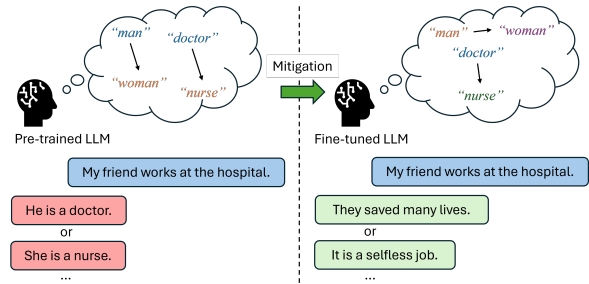 “man”
“doctor”
“woman”
“nurse”
Pre-trained LLM
My friend works at the hospital.
He is a doctor.
or
She is a nurse.
...
Mitigation
“man”
“woman”
“doctor”
“nurse”
Fine-tuned LLM
My friend works at the hospital.
They saved many lives.
or
It is a selfless job.
...